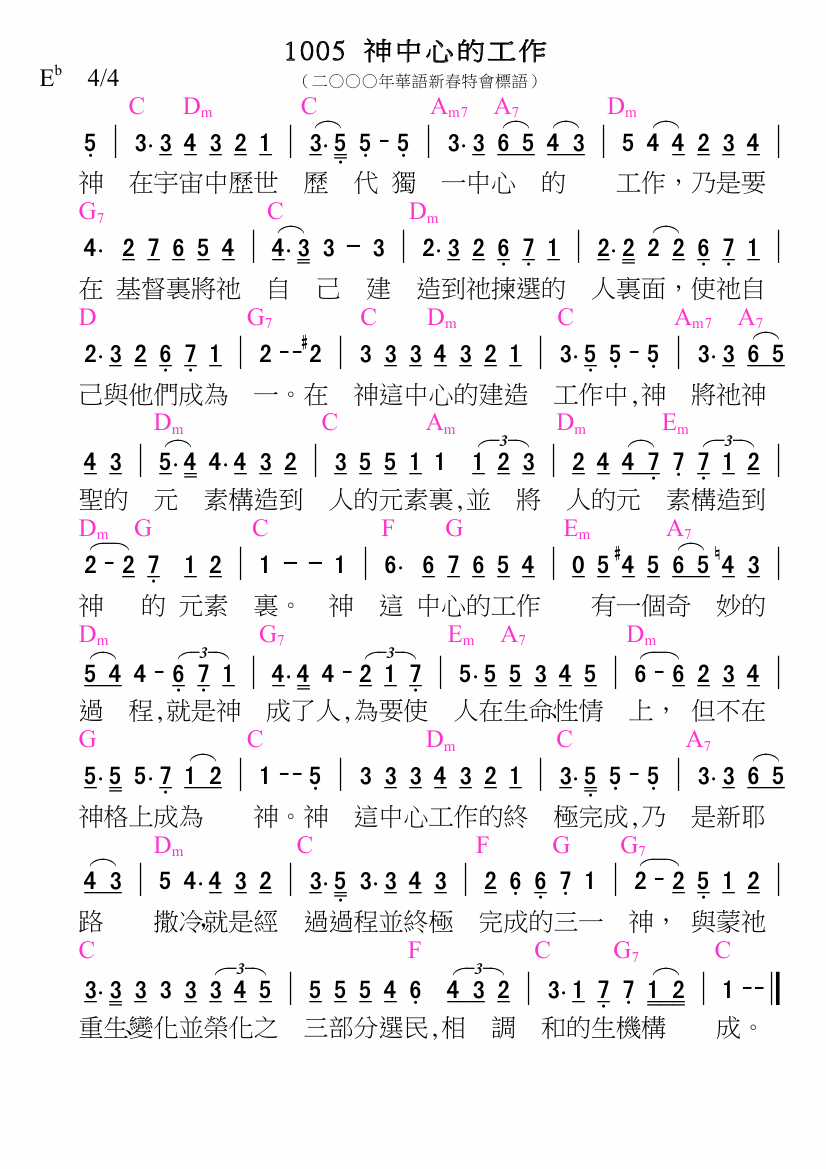 1005 神中心的工作
（二〇〇〇年華語新春特會標語）
E♭ 4/4
C Dm C Am7 A7 Dm
5 | 3· 3 4 3 2 1 | 3· 5 5 - 5 | 3· 3 6 5 4 3 | 5 4 4 2 3 4 |
神 在宇宙中歷世 歷 代 獨 一中心 的 工作，乃是要
G7 C Dm
4· 2 7 6 5 4 | 4· 3 3 - 3 | 2· 3 2 6 7 1 | 2· 2 2 2 6 7 1 |
在 基督裏將祂 自 己 建 造到祂揀選的 人裏面，使祂自
D G7 C Dm C Am7 A7
2· 3 2 6 7 1 | 2 - - #2 | 3 3 3 4 3 2 1 | 3· 5 5 - 5 | 3· 3 6 5
己與他們成為 一。在 神這中心的建造 工作中,神 將祂神
Dm C Am Dm Em
4 3 | 5· 4 4· 4 3 2 | 3 5 5 1 1 3 1 2 3 | 2 4 4 7 7 3 7 1 2 |
聖的 元 素構造到 人的元素裏,並 將 人的元 素構造到
Dm G C F G Em A7
2 - 2 7 1 2 | 1 - - 1 | 6· 6 7 6 5 4 | 0 5 #4 5 6 5 ♮4 3 |
神 的 元素 裏。 神 這 中心的工作 有一個奇 妙的
Dm G7 Em A7 Dm
5 4 4 - 3 6 7 1 | 4· 4 4 - 3 2 1 7 | 5· 5 5 3 4 5 | 6 - 6 2 3 4 |
過 程,就是神 成了人,為要使 人在生命、性情 上， 但不在
G C Dm C A7
5· 5 5· 7 1 2 | 1 - - 5 | 3 3 3 4 3 2 1 | 3· 5 5 - 5 | 3· 3 6 5
神格上成為 神。神 這中心工作的終 極完成,乃 是新耶
Dm C F G G7
4 3 | 5 4· 4 3 2 | 3· 5 3· 3 4 3 | 2 6 6 7 1 | 2 - 2 5 1 2 |
路 撒冷,就是經 過過程並終極 完成的三一 神， 與蒙祂
C F C G7 C
3· 3 3 3 3 3 3 4 5 | 5 5 5 4 6 3 4 3 2 | 3· 1 7 7 1 2 | 1 - - ‖
重生、變化並榮化之 三部分選民,相 調 和的生機構 成。